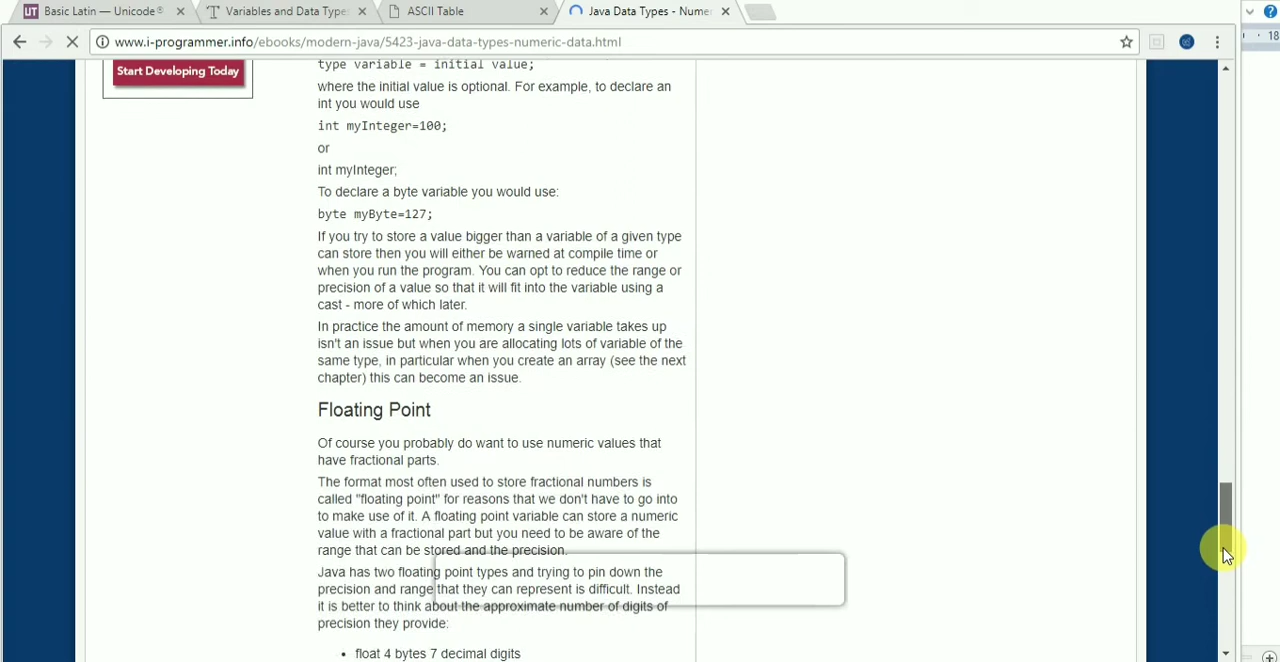 Basic Latin — Unicode®
Variables and Data Types
ASCII Table
Java Data Types - Nume
www.i-programmer.info/ebooks/modern-java/5423-java-data-types-numeric-data.html
18
Start Developing Today
type variable = initial value;
where the initial value is optional. For example, to declare an
int you would use
int myInteger=100;
or
int myInteger;
To declare a byte variable you would use:
byte myByte=127;
If you try to store a value bigger than a variable of a given type
can store then you will either be warned at compile time or
when you run the program. You can opt to reduce the range or
precision of a value so that it will fit into the variable using a
cast - more of which later.
In practice the amount of memory a single variable takes up
isn't an issue but when you are allocating lots of variable of the
same type, in particular when you create an array (see the next
chapter) this can become an issue.
Floating Point
Of course you probably do want to use numeric values that
have fractional parts.
The format most often used to store fractional numbers is
called "floating point" for reasons that we don't have to go into
to make use of it. A floating point variable can store a numeric
value with a fractional part but you need to be aware of the
range that can be stored and the precision.
Java has two floating point types and trying to pin down the
precision and range that they can represent is difficult. Instead
it is better to think about the approximate number of digits of
precision they provide:
• float 4 bytes 7 decimal digits